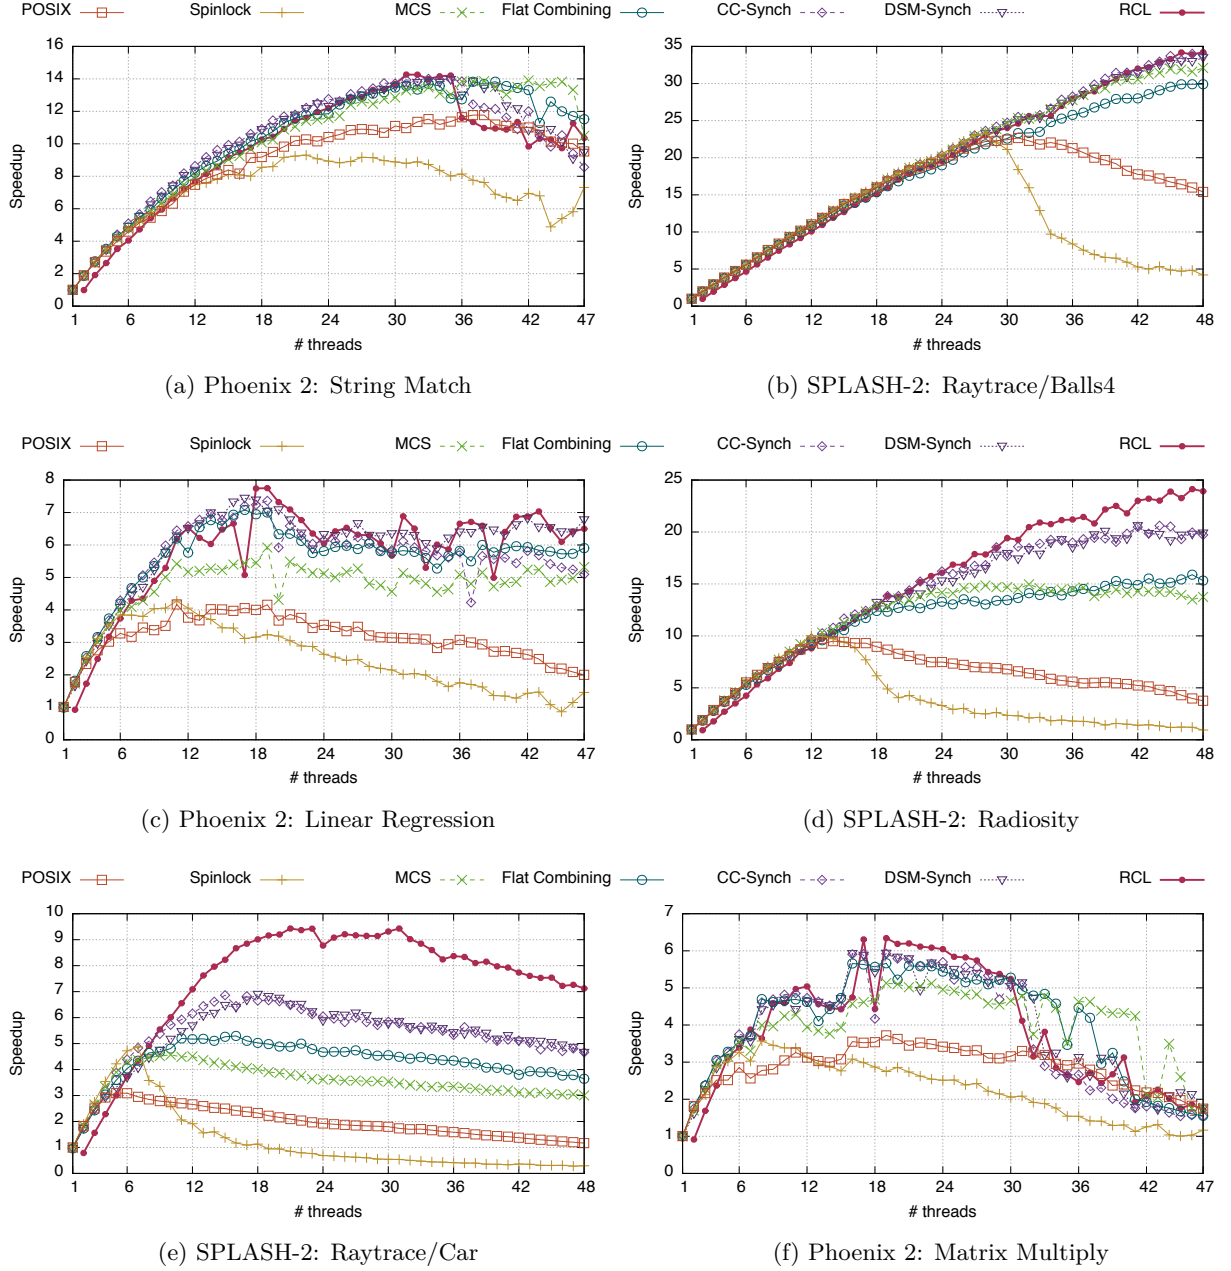 POSIX Spinlock MCS Flat Combining CC-Synch DSM-Synch RCL
16
14
12
10
8
6
4
2
0
Speedup
1 6 12 18 24 30 36 42 47
# threads
(a) Phoenix 2: String Match
35
30
25
20
15
10
5
0
Speedup
1 6 12 18 24 30 36 42 48
# threads
(b) SPLASH-2: Raytrace/Balls4
POSIX Spinlock MCS Flat Combining CC-Synch DSM-Synch RCL
8
7
6
5
4
3
2
1
0
Speedup
1 6 12 18 24 30 36 42 47
# threads
(c) Phoenix 2: Linear Regression
25
20
15
10
5
0
Speedup
1 6 12 18 24 30 36 42 48
# threads
(d) SPLASH-2: Radiosity
POSIX Spinlock MCS Flat Combining CC-Synch DSM-Synch RCL
10
9
8
7
6
5
4
3
2
1
0
Speedup
1 6 12 18 24 30 36 42 48
# threads
(e) SPLASH-2: Raytrace/Car
7
6
5
4
3
2
1
0
Speedup
1 6 12 18 24 30 36 42 47
# threads
(f) Phoenix 2: Matrix Multiply